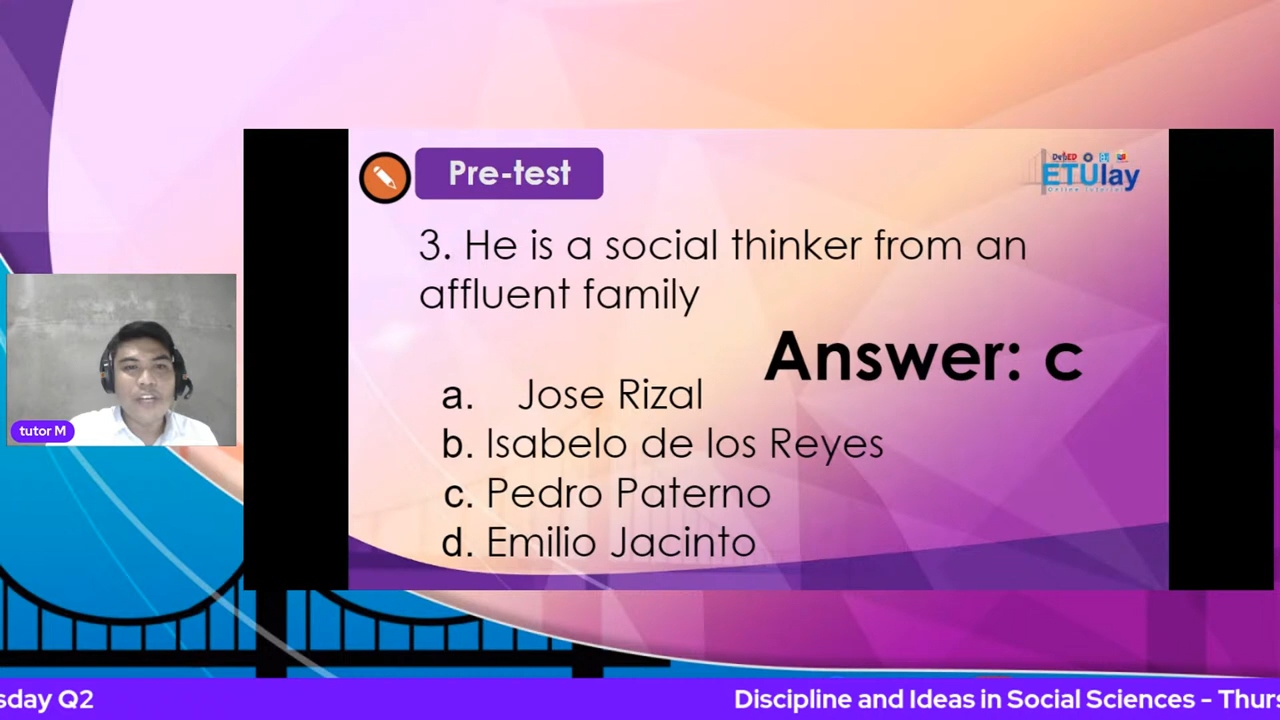 Pre-test
DepED
ETUlay
3. He is a social thinker from an
affluent family
Answer: c
a. Jose Rizal
b. Isabelo de los Reyes
c. Pedro Paterno
d. Emilio Jacinto
tutor M
sday Q2
Discipline and Ideas in Social Sciences - Thurs